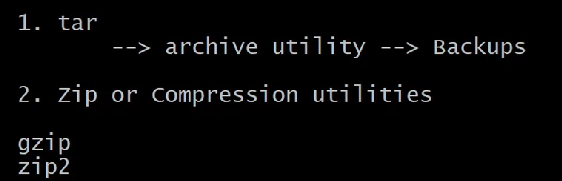 1. tar
--> archive utility --> Backups
2. Zip or Compression utilities
gzip
zip2